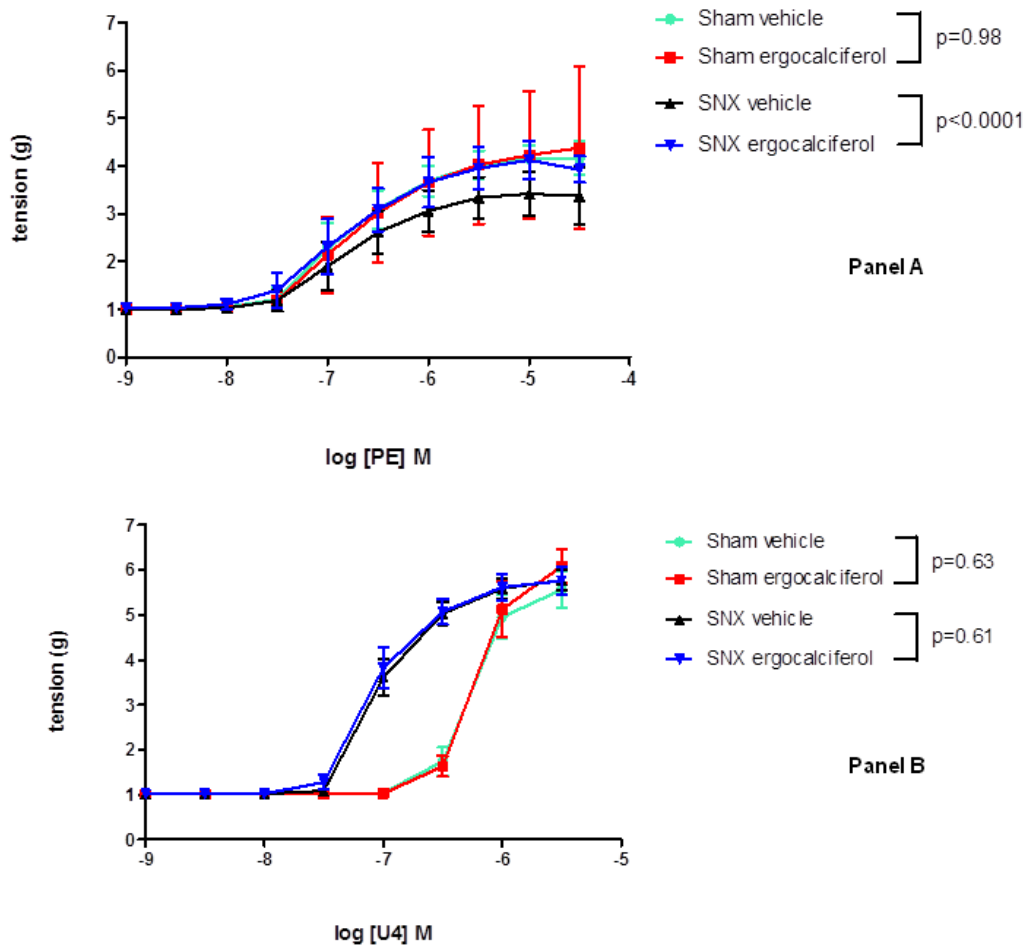 7
6
5
4
3
2
1
0
tension (g)
-9 -8 -7 -6 -5 -4
log [PE] M
Sham vehicle
Sham ergocalciferol
p=0.98
SNX vehicle
SNX ergocalciferol
p<0.0001
Panel A
7
6
5
4
3
2
1
0
tension (g)
-9 -8 -7 -6 -5
log [U4] M
Sham vehicle
Sham ergocalciferol
p=0.63
SNX vehicle
SNX ergocalciferol
p=0.61
Panel B